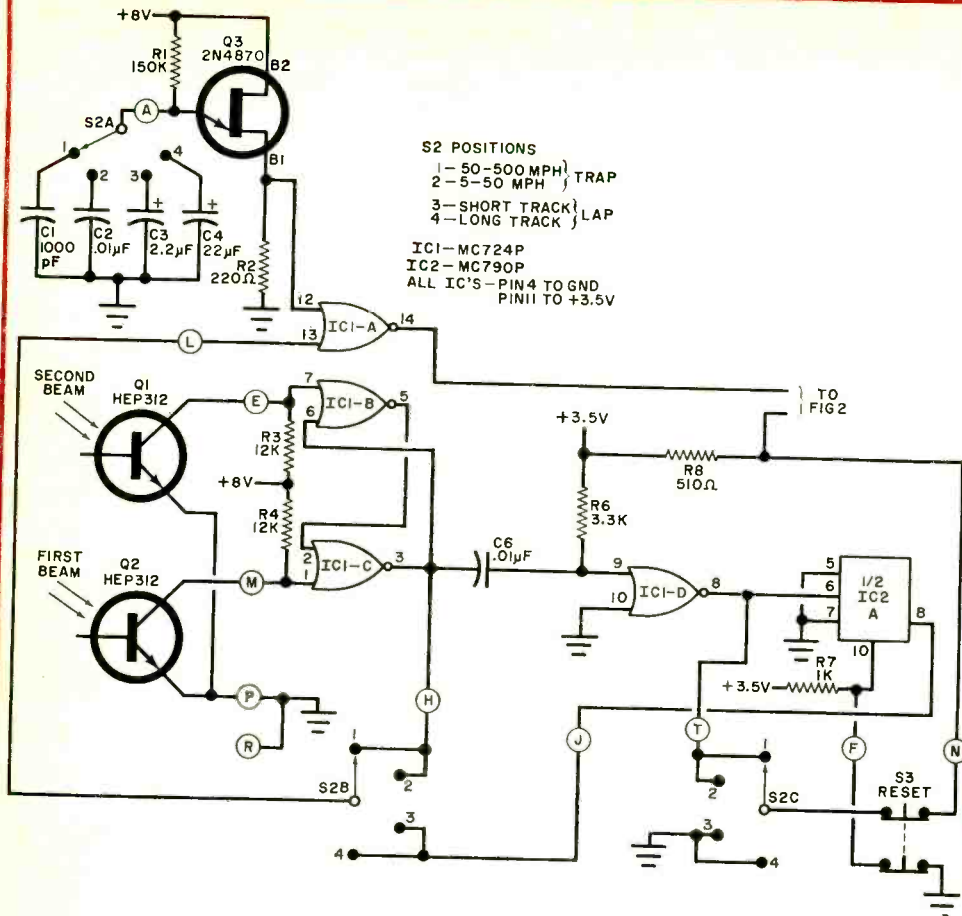 +8V
R1
150K
Q3
2N4870
B2
A
S2A
B1
1
2
3
4
+
+
C1
1000
pF
C2
.01µF
C3
2.2µF
C4
22µF
R2
220Ω
S2 POSITIONS
1-50-500 MPH } TRAP
2-5-50 MPH
3-SHORT TRACK } LAP
4-LONG TRACK
IC1-MC724P
IC2-MC790P
ALL IC'S-PIN4 TO GND
PIN11 TO +3.5V
12
13
IC1-A
14
L
TO
FIG2
SECOND
BEAM
Q1
HEP312
E
7
6
IC1-B
5
R3
12K
+8V
R4
12K
+3.5V
R8
510Ω
R6
3.3K
FIRST
BEAM
Q2
HEP312
M
2
1
IC1-C
3
C6
.01µF
9
10
IC1-D
8
5
6
7
1/2
IC2
A
8
10
R7
1K
+3.5V
P
R
H
J
T
F
N
S2B
1
2
3
4
1
2
S2C
3
4
S3
RESET